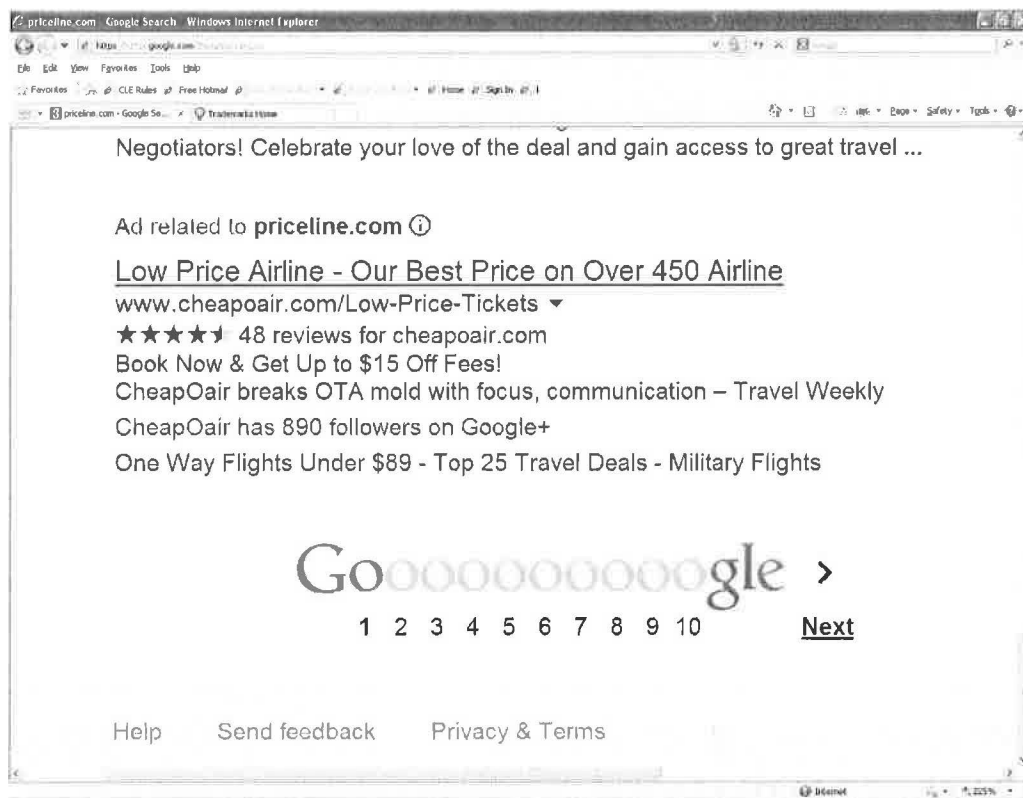 priceline.com - Google Search - Windows Internet Explorer
google.com
File Edit View Favorites Tools Help
Favorites CLE Rules Free Hotmail Home Sign In
priceline.com - Google Se... Trademarks Home Page Safety Tools
Negotiators! Celebrate your love of the deal and gain access to great travel ...
Ad related to priceline.com
Low Price Airline - Our Best Price on Over 450 Airline
www.cheapoair.com/Low-Price-Tickets
48 reviews for cheapoair.com
Book Now & Get Up to $15 Off Fees!
CheapOair breaks OTA mold with focus, communication – Travel Weekly
CheapOair has 890 followers on Google+
One Way Flights Under $89 - Top 25 Travel Deals - Military Flights
Goooooooooogle >
1 2 3 4 5 6 7 8 9 10 Next
Help Send feedback Privacy & Terms
Internet 225%